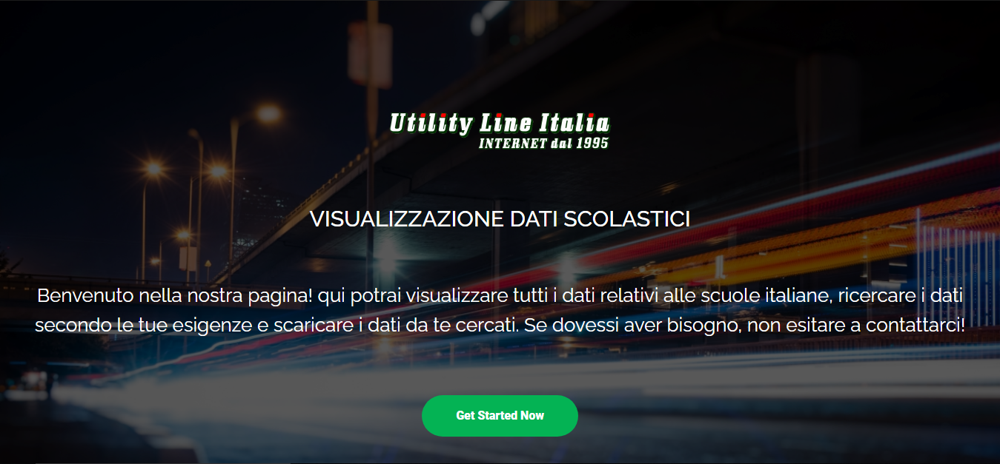 Utility Line Italia
INTERNET dal 1995
VISUALIZZAZIONE DATI SCOLASTICI
Benvenuto nella nostra pagina! qui potrai visualizzare tutti i dati relativi alle scuole italiane, ricercare i dati
secondo le tue esigenze e scaricare i dati da te cercati. Se dovessi aver bisogno, non esitare a contattarci!
Get Started Now